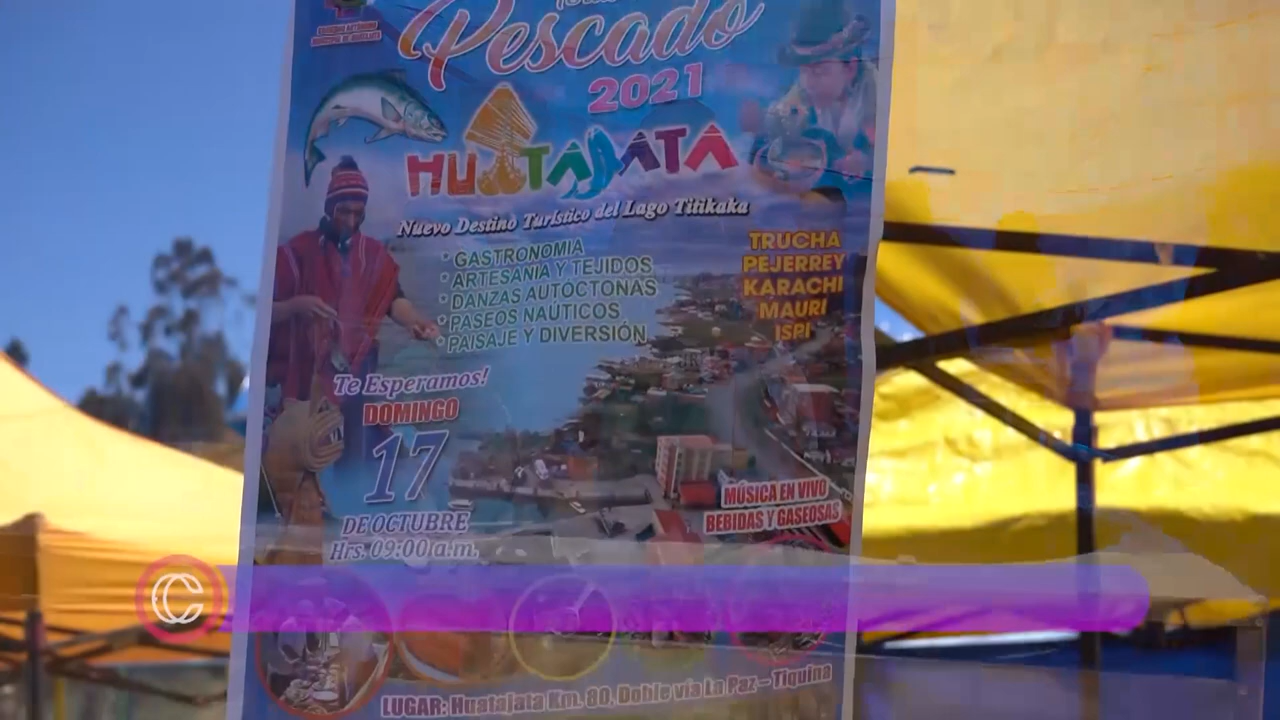 Pescado
2021
HUATAJATA
Nuevo Destino Turístico del Lago Titikaka
* GASTRONOMIA
* ARTESANIA Y TEJIDOS
* DANZAS AUTOCTONAS
* PASEOS NAÚTICOS
* PAISAJE Y DIVERSIÓN
TRUCHA
PEJERREY
KARACHI
MAURI
ISPI
Te Esperamos!
DOMINGO
17
DE OCTUBRE
Hrs. 09:00 a.m.
MÚSICA EN VIVO
BEBIDAS Y GASEOSAS
LUGAR: Huatajata Km. 80, Doble vía La Paz – Tiquina